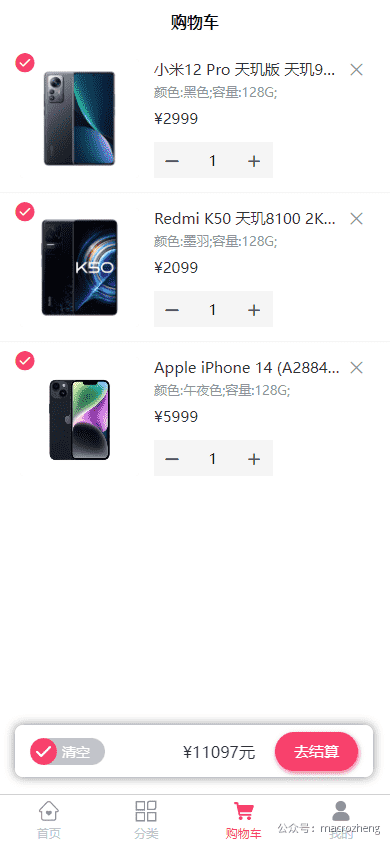 购物车
小米12 Pro 天玑版 天玑9...
颜色:黑色;容量:128G;
¥2999
1
Redmi K50 天玑8100 2K...
颜色:墨羽;容量:128G;
K50
¥2099
1
Apple iPhone 14 (A2884...
颜色:午夜色;容量:128G;
¥5999
1
清空
¥11097元
去结算
首页
分类
购物车
我的
公众号：macrozheng